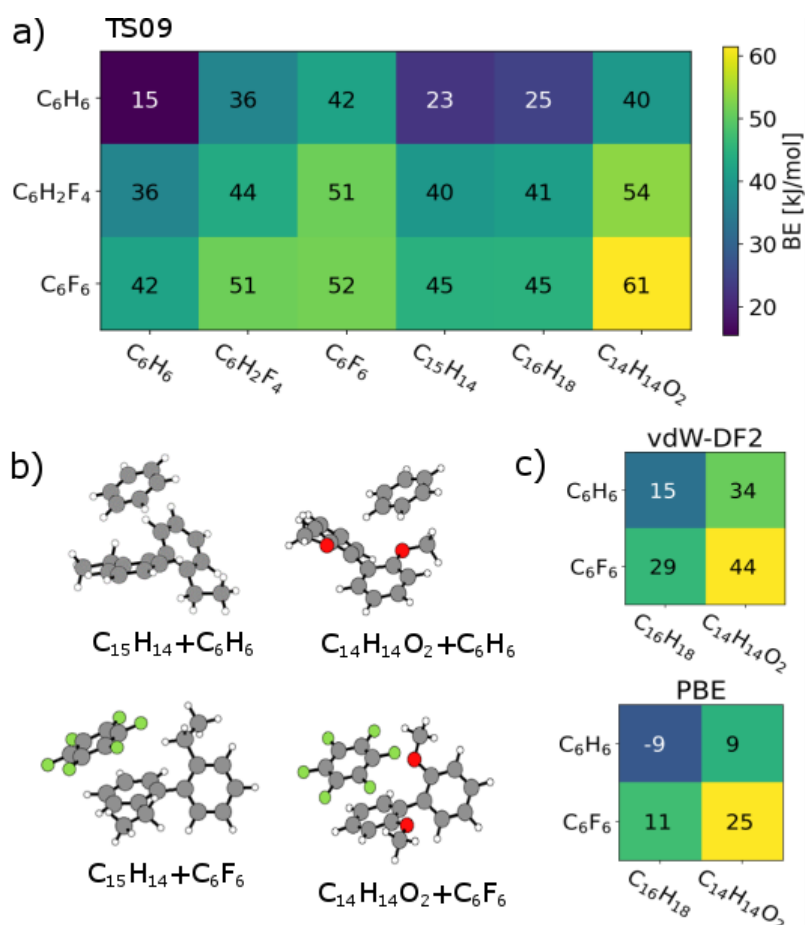 a) TS09
C₆H₆ 15 36 42 23 25 40
C₆H₂F₄ 36 44 51 40 41 54
C₆F₆ 42 51 52 45 45 61
C₆H₆ C₆H₂F₄ C₆F₆ C₁₅H₁₄ C₁₆H₁₈ C₁₄H₁₄O₂
60
50
40
30
20
BE [kJ/mol]
b)
C₁₅H₁₄+C₆H₆
C₁₄H₁₄O₂+C₆H₆
C₁₅H₁₄+C₆F₆
C₁₄H₁₄O₂+C₆F₆
c)
vdW-DF2
C₆H₆ 15 34
C₆F₆ 29 44
C₁₆H₁₈ C₁₄H₁₄O₂
PBE
C₆H₆ -9 9
C₆F₆ 11 25
C₁₆H₁₈ C₁₄H₁₄O₂